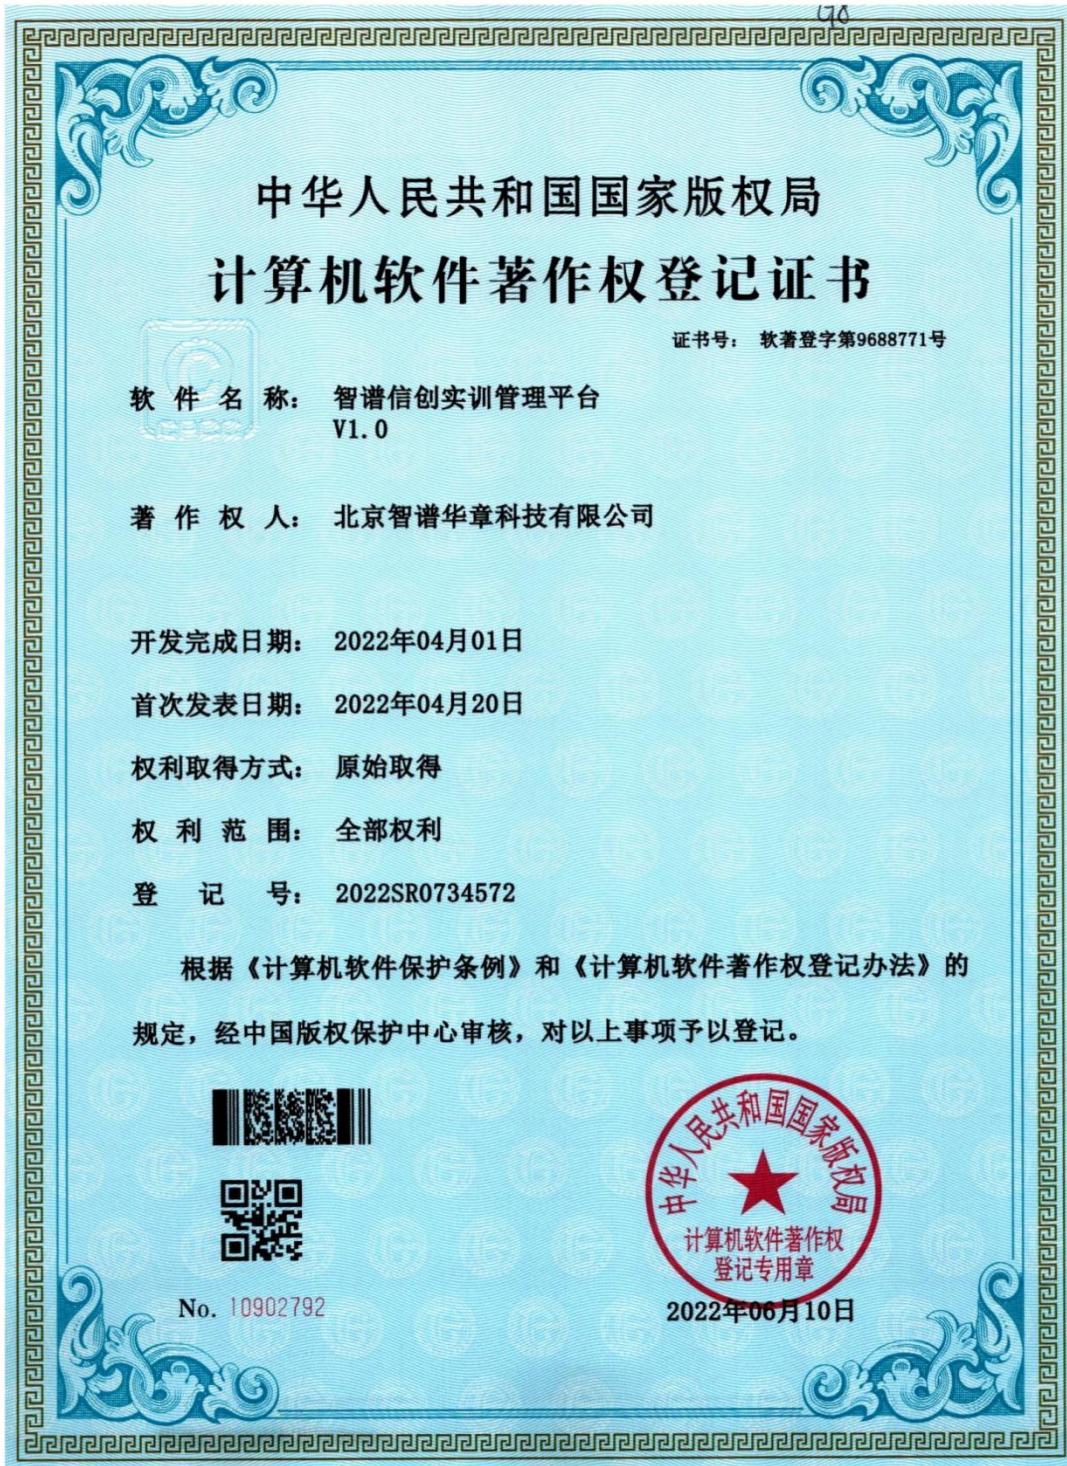 中华人民共和国国家版权局
计算机软件著作权登记证书
证书号： 软著登字第9688771号
软件名称： 智谱信创实训管理平台
V1.0
著作权人： 北京智谱华章科技有限公司
开发完成日期： 2022年04月01日
首次发表日期： 2022年04月20日
权利取得方式： 原始取得
权利范围： 全部权利
登记号： 2022SR0734572
根据《计算机软件保护条例》和《计算机软件著作权登记办法》的
规定，经中国版权保护中心审核，对以上事项予以登记。
中华人民共和国国家版权局
计算机软件著作权
登记专用章
No. 10902792
2022年06月10日